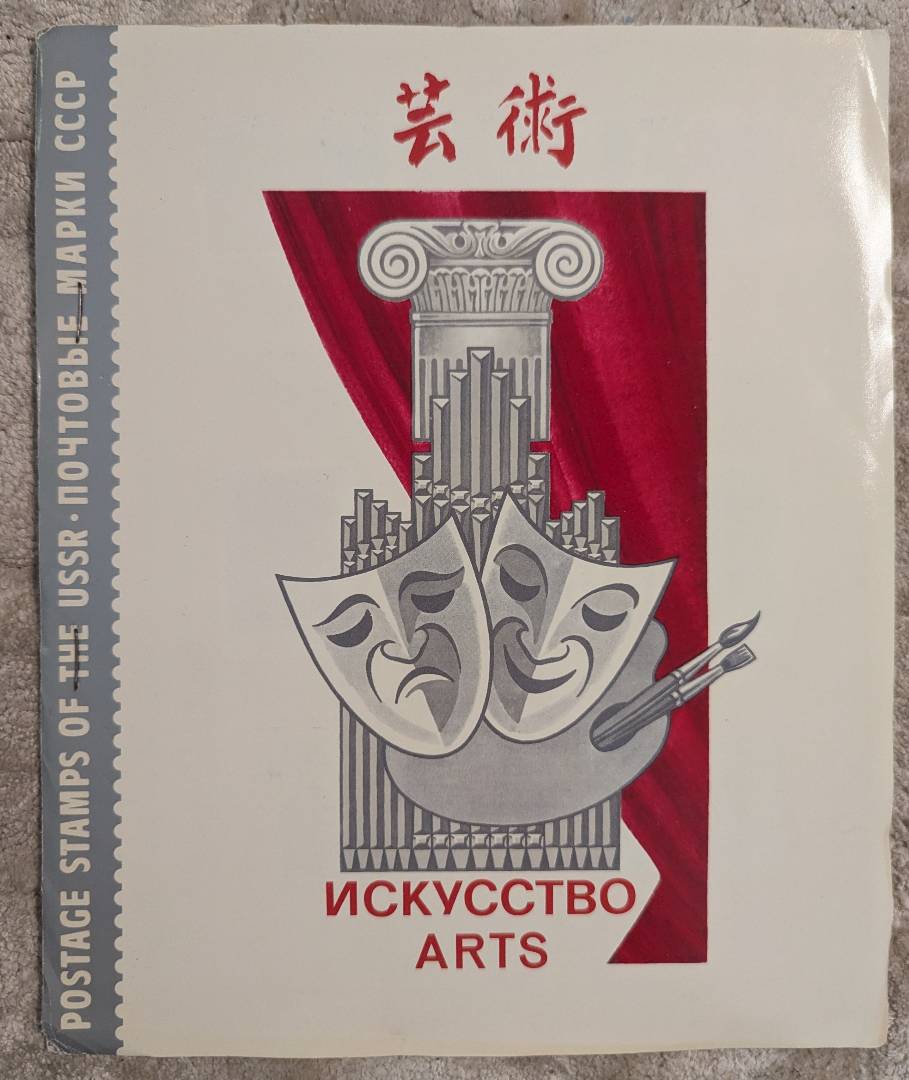 芸術
POSTAGE STAMPS OF THE USSR · ПОЧТОВЫЕ МАРКИ СССР
ИСКУССТВО
ARTS